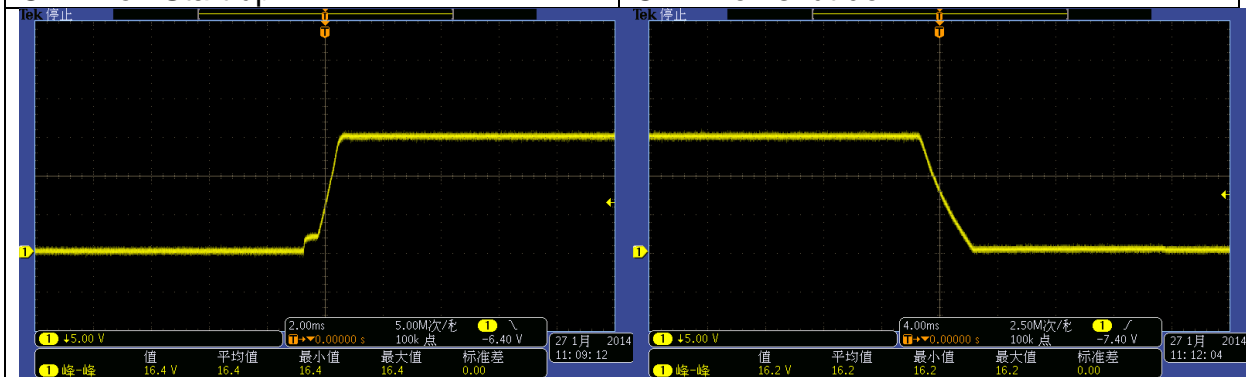 Tek 停止
1
2.00ms 5.00M次/秒 1
1 ↓5.00 V T→▼0.00000 s 100k 点 -6.40 V
值 平均值 最小值 最大值 标准差
1 峰-峰 16.4 V 16.4 16.4 16.4 0.00
27 1月 2014
11:09:12
Tek 停止
1
4.00ms 2.50M次/秒 1
1 ↓5.00 V T→▼0.00000 s 100k 点 -7.40 V
值 平均值 最小值 最大值 标准差
1 峰-峰 16.2 V 16.2 16.2 16.2 0.00
27 1月 2014
11:12:04